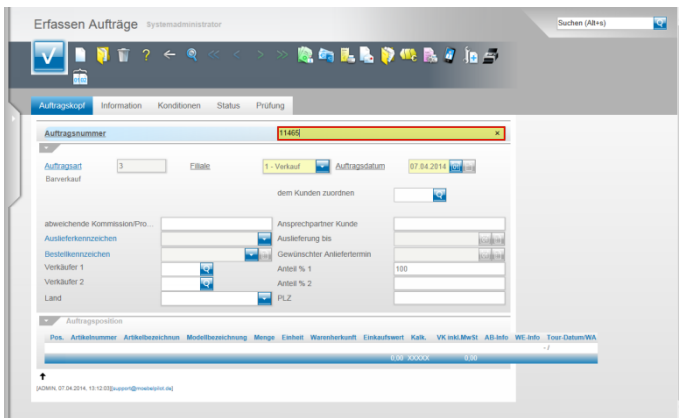 Erfassen Aufträge Systemadministrator
Suchen (Alt+s)
Auftragskopf Information Konditionen Status Prüfung
Auftragsnummer 11465
Auftragsart 3 Filiale 1 - Verkauf Auftragsdatum 07.04.2014
Barverkauf
dem Kunden zuordnen
abweichende Kommission/Pro... Ansprechpartner Kunde
Auslieferkennzeichen Auslieferung bis
Bestellkennzeichen Gewünschter Anliefertermin
Verkäufer 1 Anteil % 1 100
Verkäufer 2 Anteil % 2
Land PLZ
Auftragsposition
Pos. Artikelnummer Artikelbezeichnun Modellbezeichnung Menge Einheit Warenherkunft Einkaufswert Kalk. VK inkl.MwSt AB-Info WE-Info Tour-Datum/WA
- /
0,00 XXXXX 0,00
[ADMIN, 07.04.2014, 13:12:03][support@moebelpilot.de]